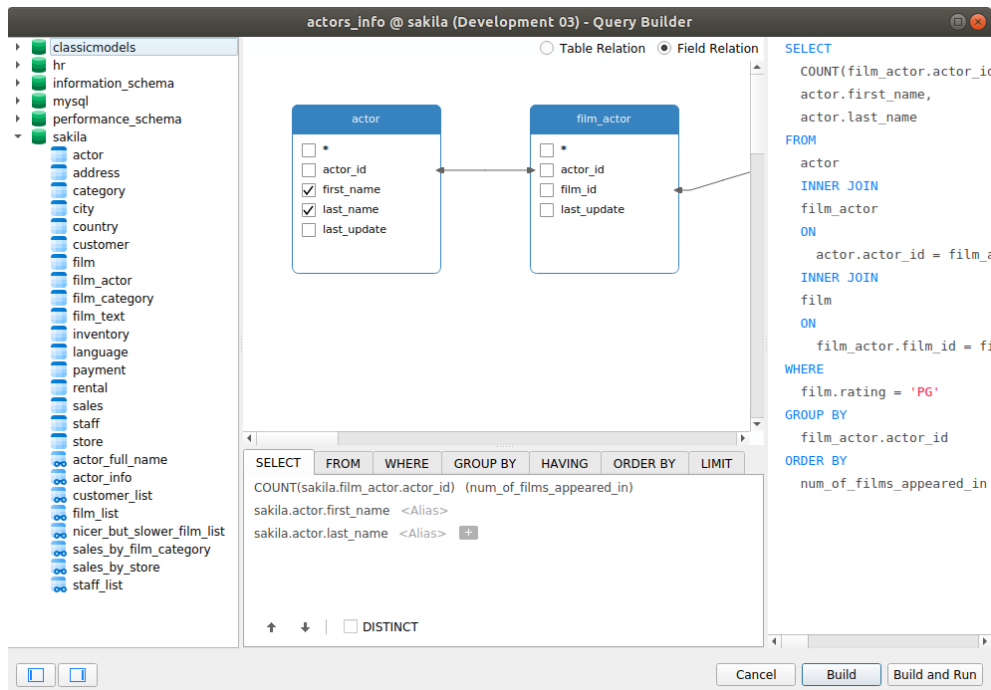 actors_info @ sakila (Development 03) - Query Builder
classicmodels
hr
information_schema
mysql
performance_schema
sakila
actor
address
category
city
country
customer
film
film_actor
film_category
film_text
inventory
language
payment
rental
sales
staff
store
actor_full_name
actor_info
customer_list
film_list
nicer_but_slower_film_list
sales_by_film_category
sales_by_store
staff_list
Table Relation Field Relation
actor
*
actor_id
first_name
last_name
last_update
film_actor
*
actor_id
film_id
last_update
SELECT FROM WHERE GROUP BY HAVING ORDER BY LIMIT
COUNT(sakila.film_actor.actor_id) (num_of_films_appeared_in)
sakila.actor.first_name <Alias>
sakila.actor.last_name <Alias> +
DISTINCT
SELECT
COUNT(film_actor.actor_id
actor.first_name,
actor.last_name
FROM
actor
INNER JOIN
film_actor
ON
actor.actor_id = film_a
INNER JOIN
film
ON
film_actor.film_id = fi
WHERE
film.rating = 'PG'
GROUP BY
film_actor.actor_id
ORDER BY
num_of_films_appeared_in
Cancel Build Build and Run